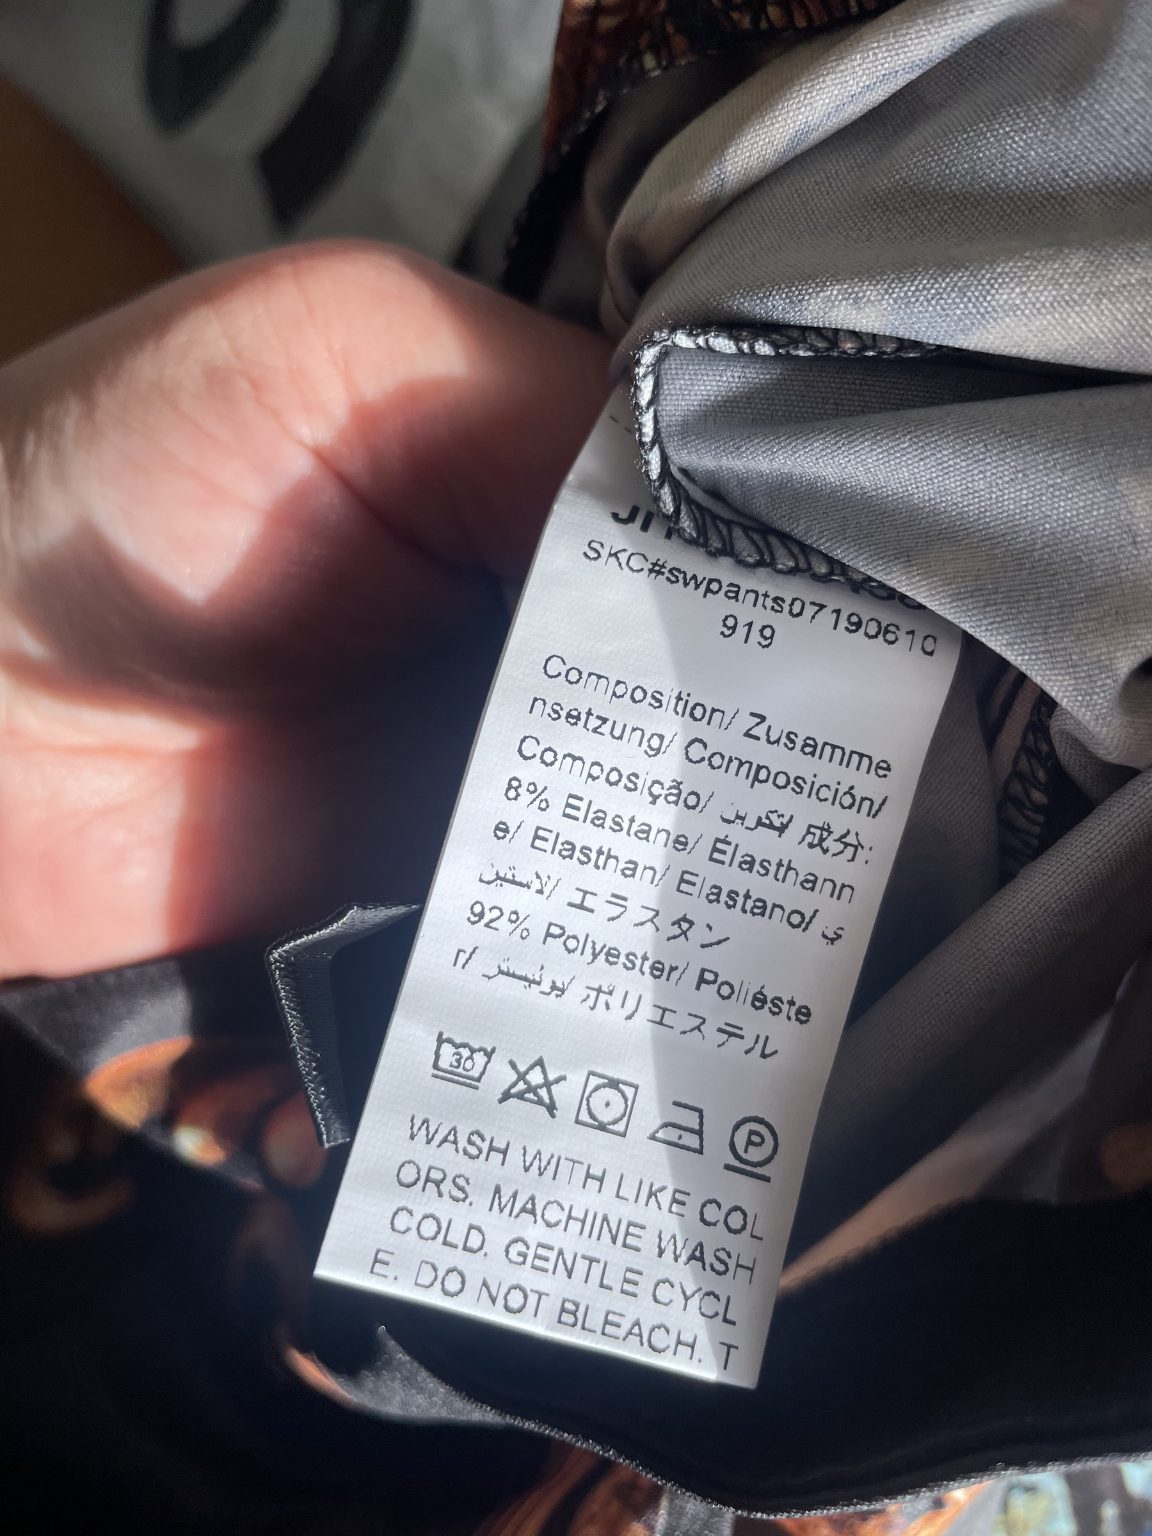 SKC#swpants07190610
919
Composition/ Zusamme
nsetzung/ Composición/
Composição/ تكوين/ 成分:
8% Elastane/ Élasthann
e/ Elasthan/ Elastano/ ي
لاستين/ エラスタン
92% Polyester/ Poliéste
r/ بوليستر/ ポリエステル
30
P
WASH WITH LIKE COL
ORS. MACHINE WASH
COLD. GENTLE CYCL
E. DO NOT BLEACH. T